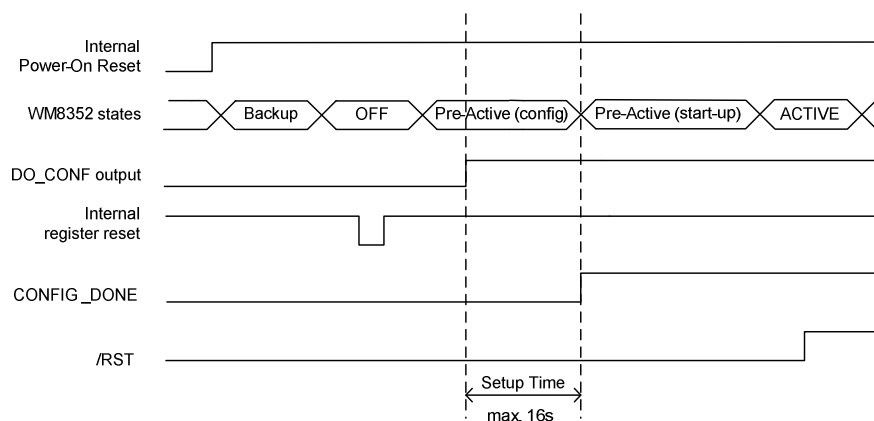 Internal
Power-On Reset
WM8352 states
Backup
OFF
Pre-Active (config)
Pre-Active (start-up)
ACTIVE
DO_CONF output
Internal
register reset
CONFIG_DONE
/RST
Setup Time
max. 16s